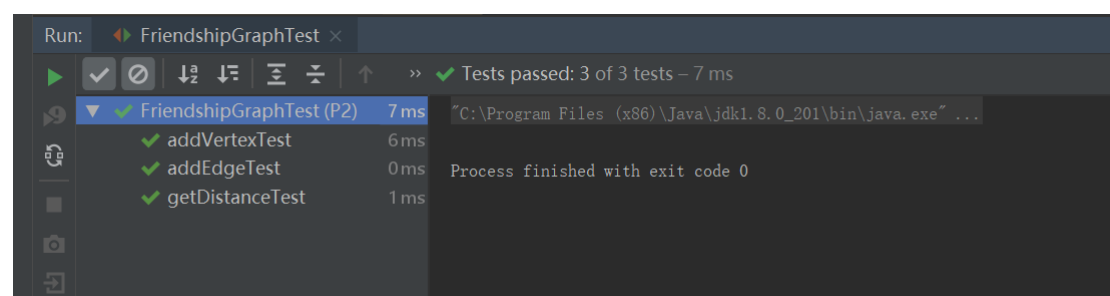 Run: FriendshipGraphTest ×
» Tests passed: 3 of 3 tests – 7 ms
FriendshipGraphTest (P2) 7 ms
"C:\Program Files (x86)\Java\jdk1.8.0_201\bin\java.exe" ...
addVertexTest 6 ms
addEdgeTest 0 ms
Process finished with exit code 0
getDistanceTest 1 ms